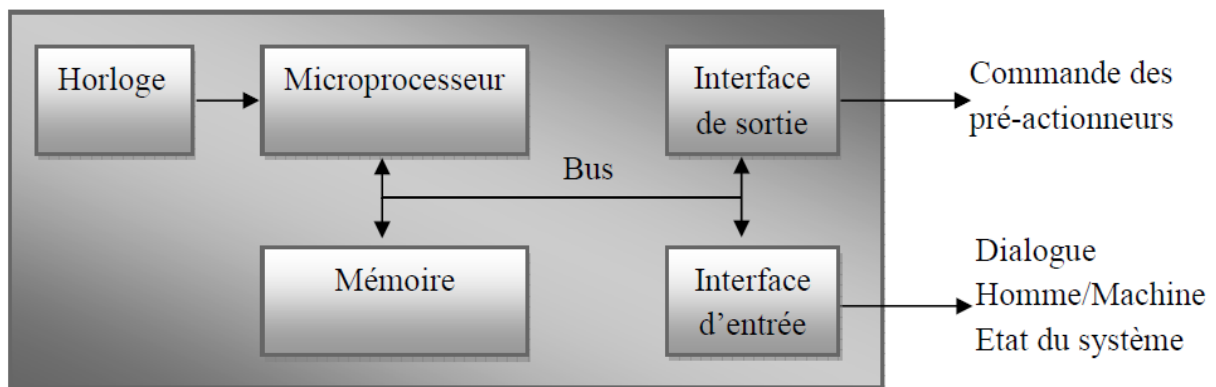 Horloge
Microprocesseur
Interface
de sortie
Commande des
pré-actionneurs
Bus
Mémoire
Interface
d’entrée
Dialogue
Homme/Machine
Etat du système